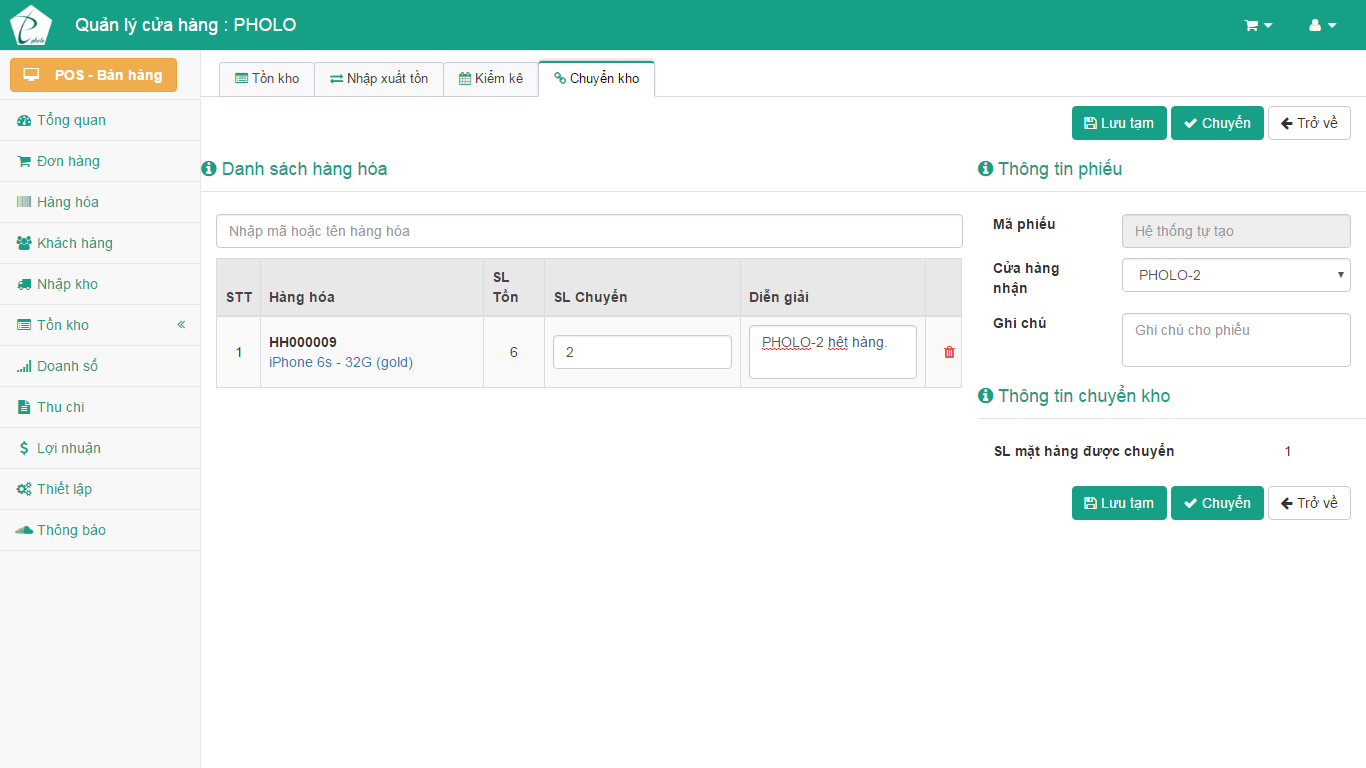 pholo
Quản lý cửa hàng : PHOLO
POS - Bán hàng
Tổng quan
Đơn hàng
Hàng hóa
Khách hàng
Nhập kho
Tồn kho
Doanh số
Thu chi
Lợi nhuận
Thiết lập
Thông báo
Tồn kho
Nhập xuất tồn
Kiểm kê
Chuyển kho
Lưu tạm
Chuyển
Trở về
Danh sách hàng hóa
Nhập mã hoặc tên hàng hóa
STT
Hàng hóa
SL
Tồn
SL Chuyển
Diễn giải
1
HH000009
iPhone 6s - 32G (gold)
6
2
PHOLO-2 hết hàng.
Thông tin phiếu
Mã phiếu
Hệ thống tự tạo
Cửa hàng
nhận
PHOLO-2
Ghi chú
Ghi chú cho phiếu
Thông tin chuyển kho
SL mặt hàng được chuyển
1
Lưu tạm
Chuyển
Trở về